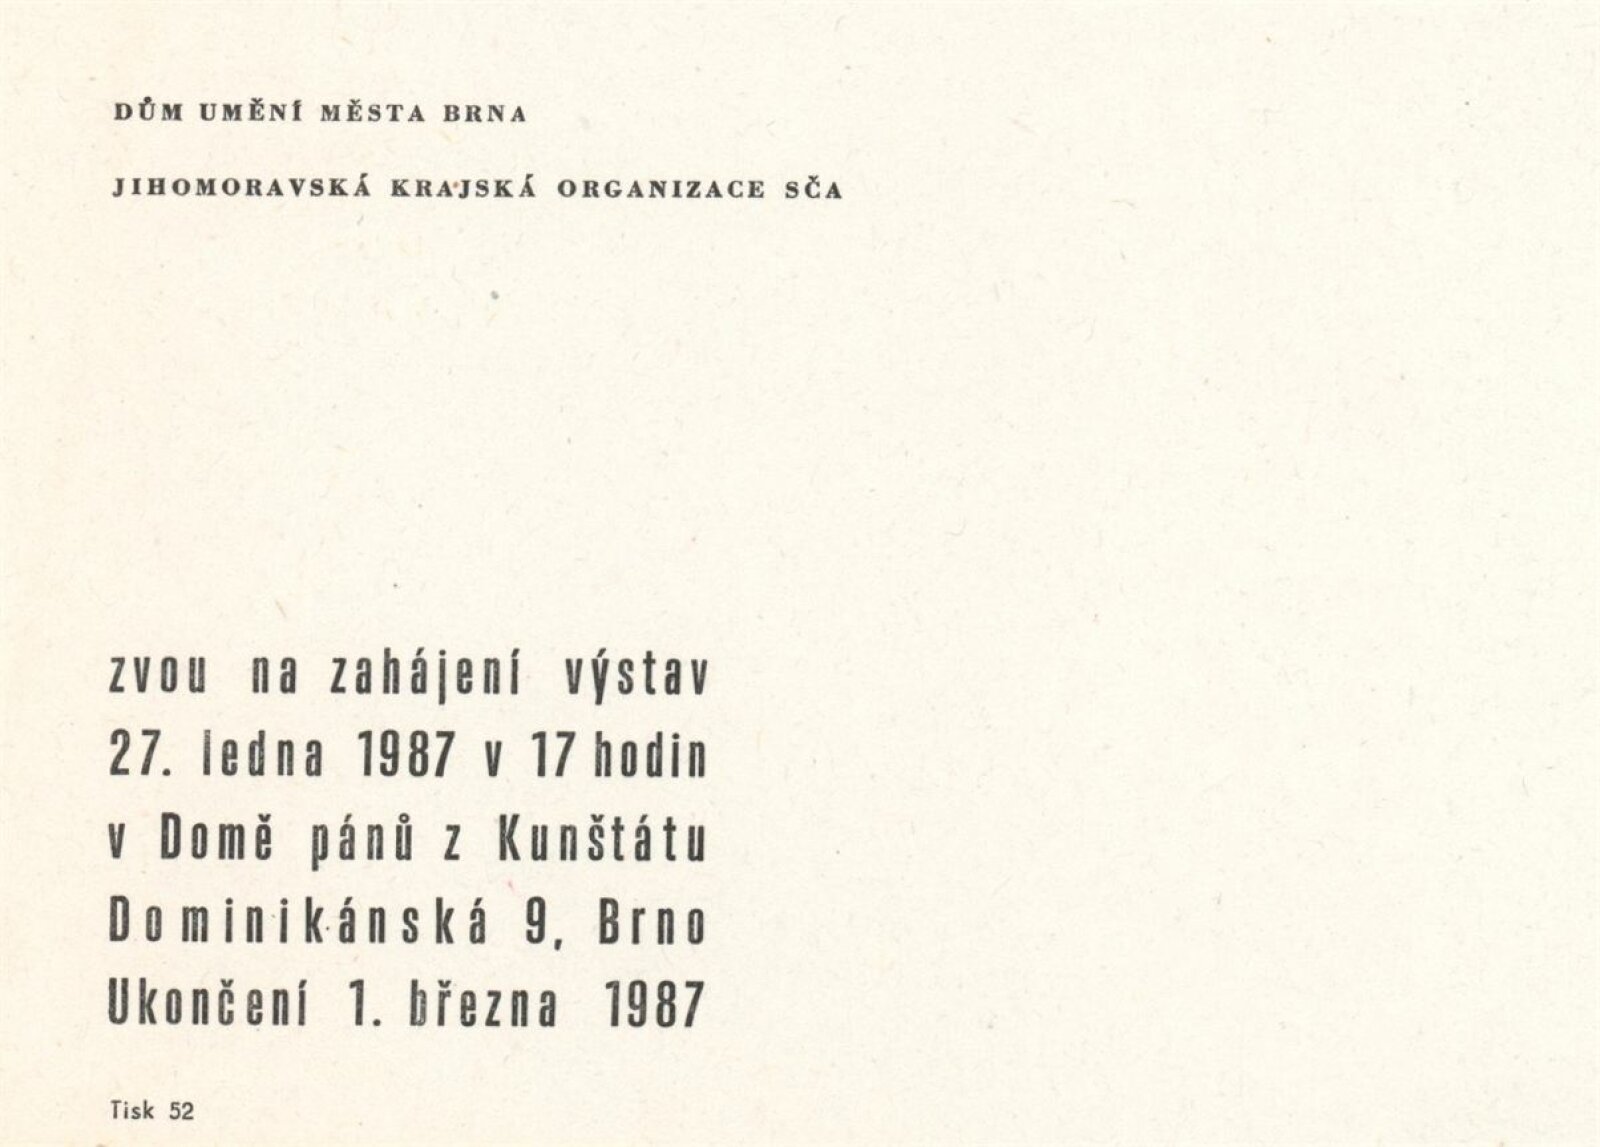 DŮM UMĚNÍ MĚSTA BRNA
JIHOMORAVSKÁ KRAJSKÁ ORGANIZACE SČA
zvou na zahájení výstav
27. ledna 1987 v 17 hodin
v Domě pánů z Kunštátu
Dominikánská 9, Brno
Ukončení 1. března 1987
Tisk 52